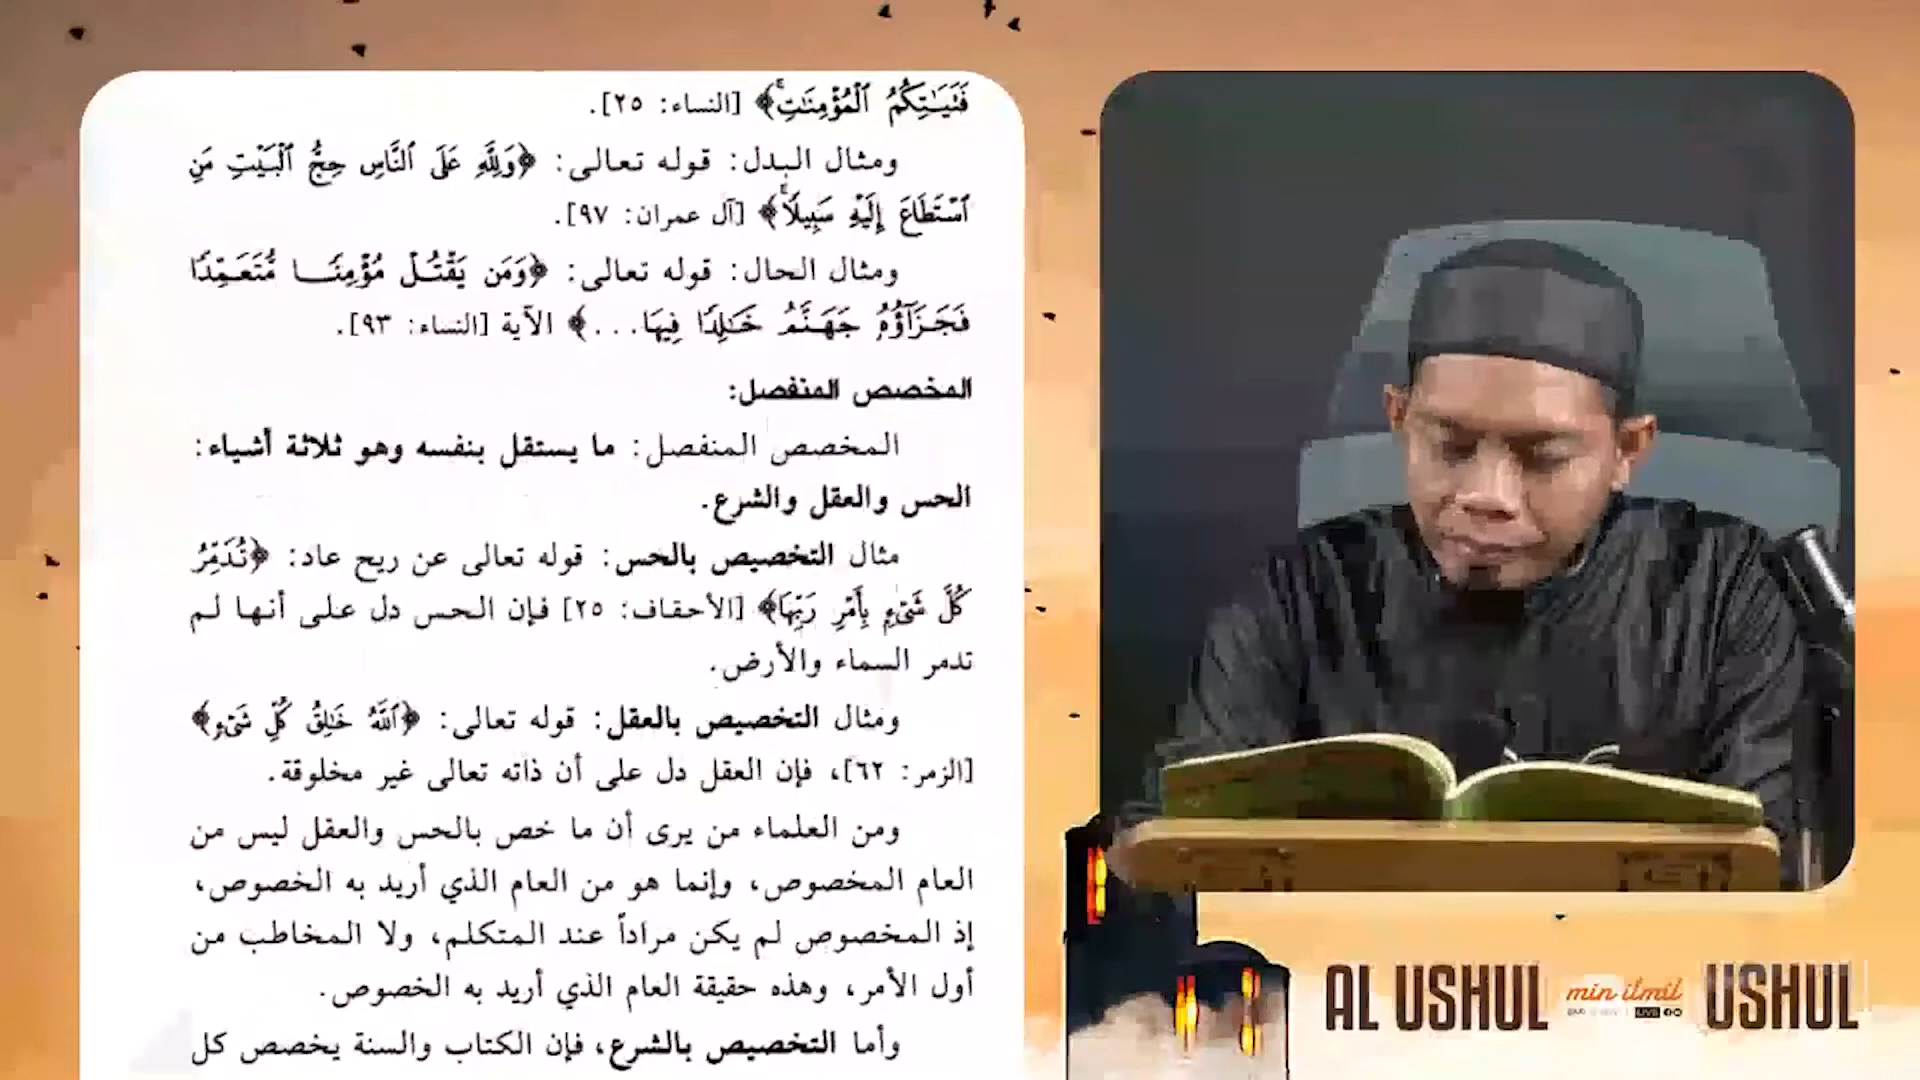 فَتَيَـٰتِكُمُ ٱلْمُؤْمِنَـٰتِۚ﴾ [النساء: ٢٥].
ومثال البدل: قوله تعالى: ﴿وَلِلَّهِ عَلَى ٱلنَّاسِ حِجُّ ٱلْبَيْتِ مَنِ
ٱسْتَطَاعَ إِلَيْهِ سَبِيلًاۚ﴾ [آل عمران: ٩٧].
ومثال الحال: قوله تعالى: ﴿وَمَن يَقْتُلْ مُؤْمِنًا مُّتَعَمِّدًا
فَجَزَآؤُهُۥ جَهَنَّمُ خَـٰلِدًا فِيهَا...﴾ الآية [النساء: ٩٣].
المخصص المنفصل:
المخصص المنفصل: ما يستقل بنفسه وهو ثلاثة أشياء:
الحس والعقل والشرع.
مثال التخصيص بالحس: قوله تعالى عن ريح عاد: ﴿تُدَمِّرُ
كُلَّ شَىْءٍۭ بِأَمْرِ رَبِّهَا﴾ [الأحقاف: ٢٥] فإن الحس دل على أنها لم
تدمر السماء والأرض.
ومثال التخصيص بالعقل: قوله تعالى: ﴿ٱللَّهُ خَـٰلِقُ كُلِّ شَىْءٍ﴾
[الزمر: ٦٢]، فإن العقل دل على أن ذاته تعالى غير مخلوقة.
ومن العلماء من يرى أن ما خص بالحس والعقل ليس من
العام المخصوص، وإنما هو من العام الذي أريد به الخصوص،
إذ المخصوص لم يكن مراداً عند المتكلم، ولا المخاطب من
أول الأمر، وهذه حقيقة العام الذي أريد به الخصوص.
وأما التخصيص بالشرع، فإن الكتاب والسنة يخصص كل
AL USHUL min ilmil USHUL
LIVE